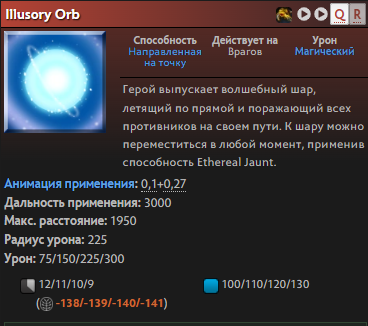 Illusory Orb Q R
Способность Действует на Урон
Направленная на точку Врагов Магический
Герой выпускает волшебный шар,
летящий по прямой и поражающий всех
противников на своем пути. К шару можно
переместиться в любой момент, применив
способность Ethereal Jaunt.
Анимация применения: 0,1+0,27
Дальность применения: 3000
Макс. расстояние: 1950
Радиус урона: 225
Урон: 75/150/225/300
12/11/10/9 100/110/120/130
(-138/-139/-140/-141)